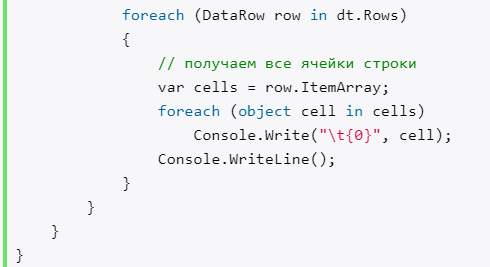 foreach (DataRow row in dt.Rows)
{
// получаем все ячейки строки
var cells = row.ItemArray;
foreach (object cell in cells)
Console.Write("\t{0}", cell);
Console.WriteLine();
}
}
}
}